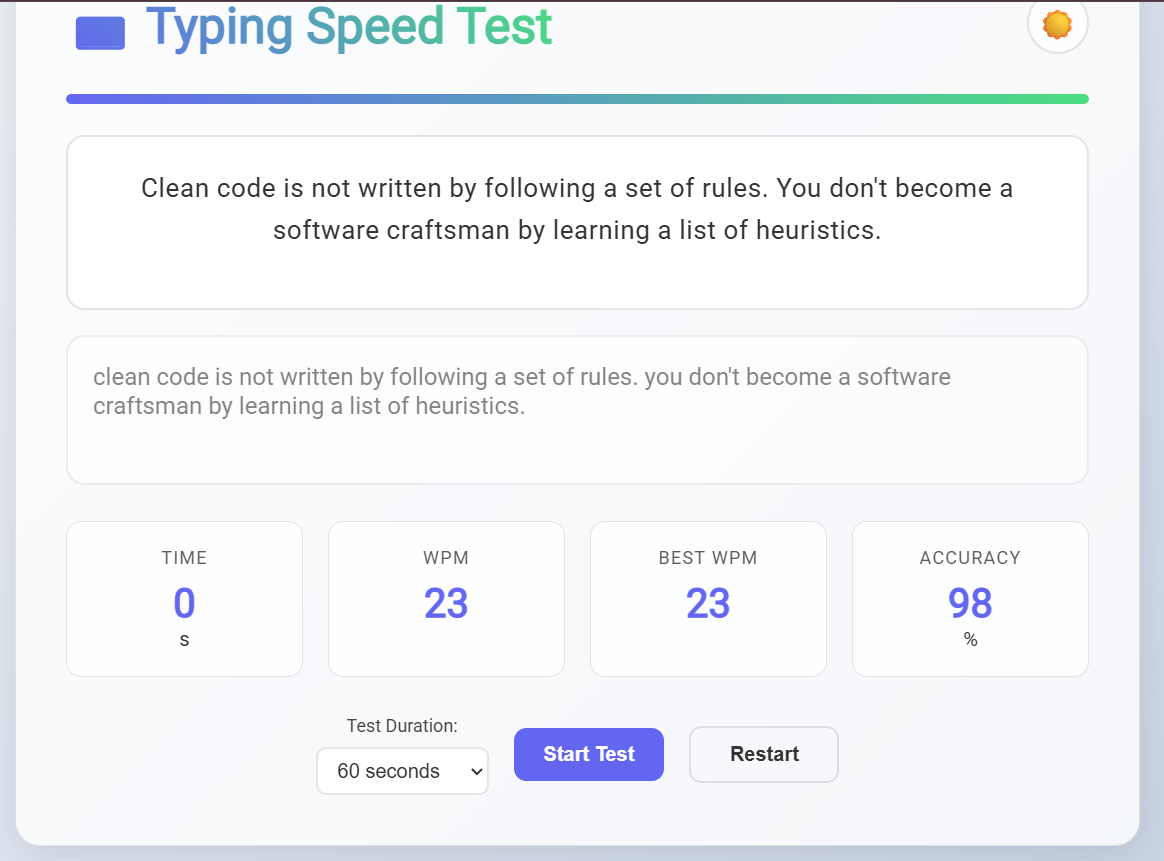 Typing Speed Test
Clean code is not written by following a set of rules. You don't become a
software craftsman by learning a list of heuristics.
clean code is not written by following a set of rules. you don't become a software
craftsman by learning a list of heuristics.
TIME
0
s
WPM
23
BEST WPM
23
ACCURACY
98
%
Test Duration:
60 seconds
Start Test
Restart